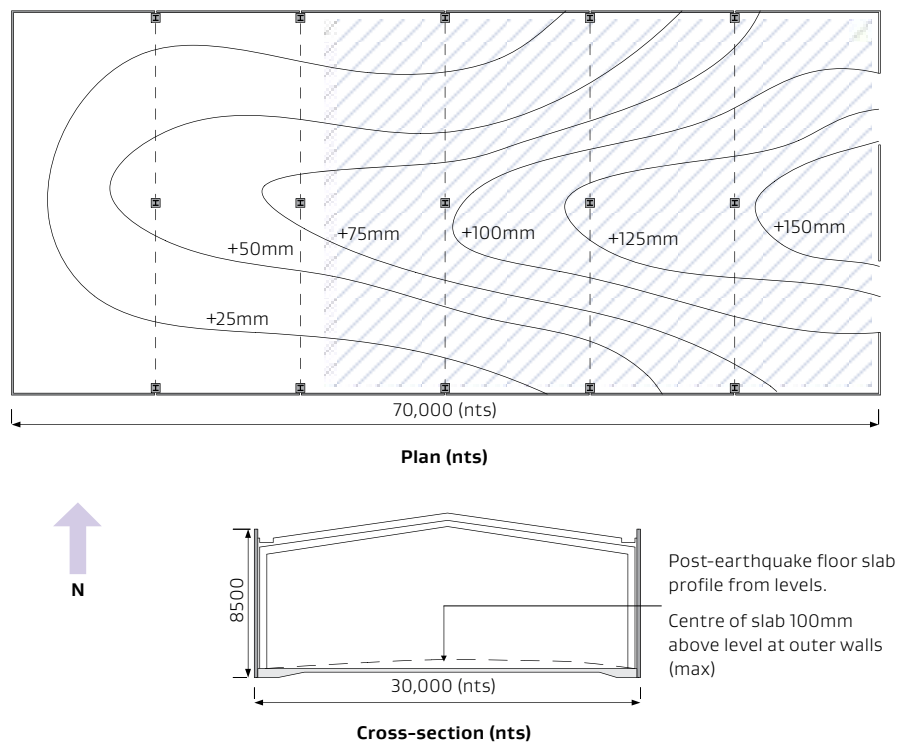 +50mm
+75mm
+100mm
+125mm
+150mm
+25mm
70,000 (nts)
Plan (nts)
N
8500
30,000 (nts)
Cross-section (nts)
Post-earthquake floor slab
profile from levels.
Centre of slab 100mm
above level at outer walls
(max)